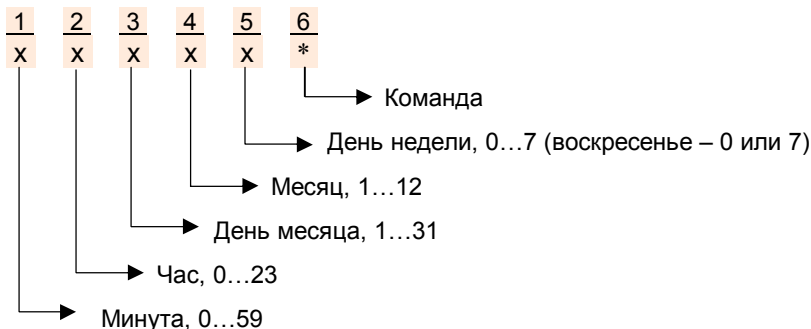 1 2 3 4 5 6
x x x x x *
Команда
День недели, 0…7 (воскресенье – 0 или 7)
Месяц, 1…12
День месяца, 1…31
Час, 0…23
Минута, 0…59